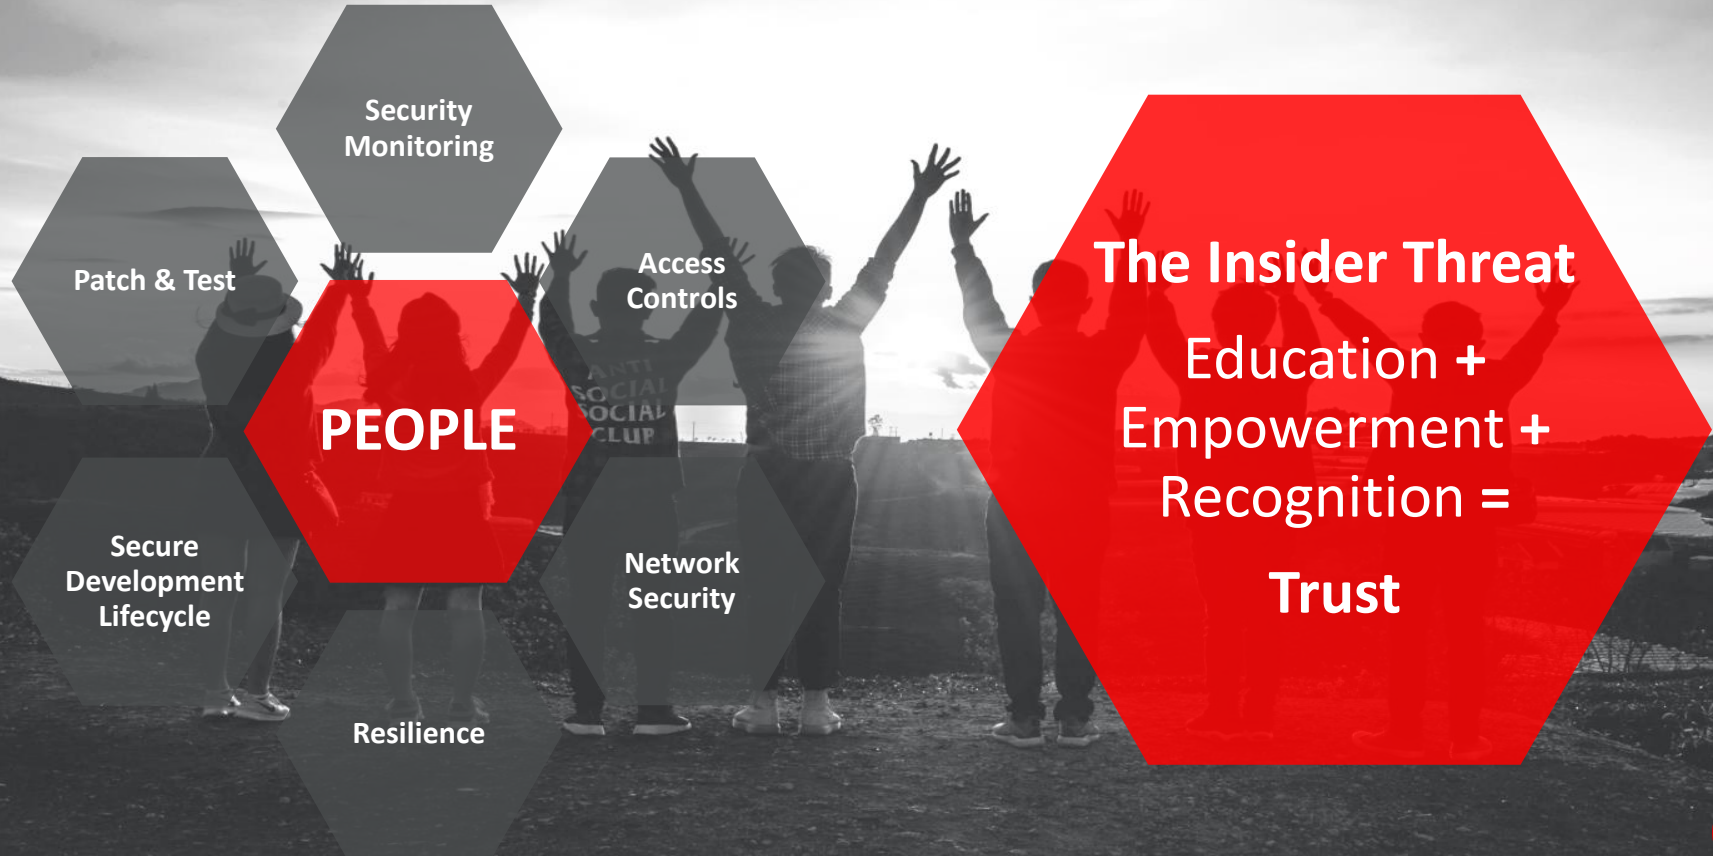 Security
Monitoring
Patch & Test
Access
Controls
PEOPLE
ANTI
SOCIAL
SOCIAL
CLUB
Secure
Development
Lifecycle
Network
Security
Resilience
The Insider Threat
Education +
Empowerment +
Recognition =
Trust